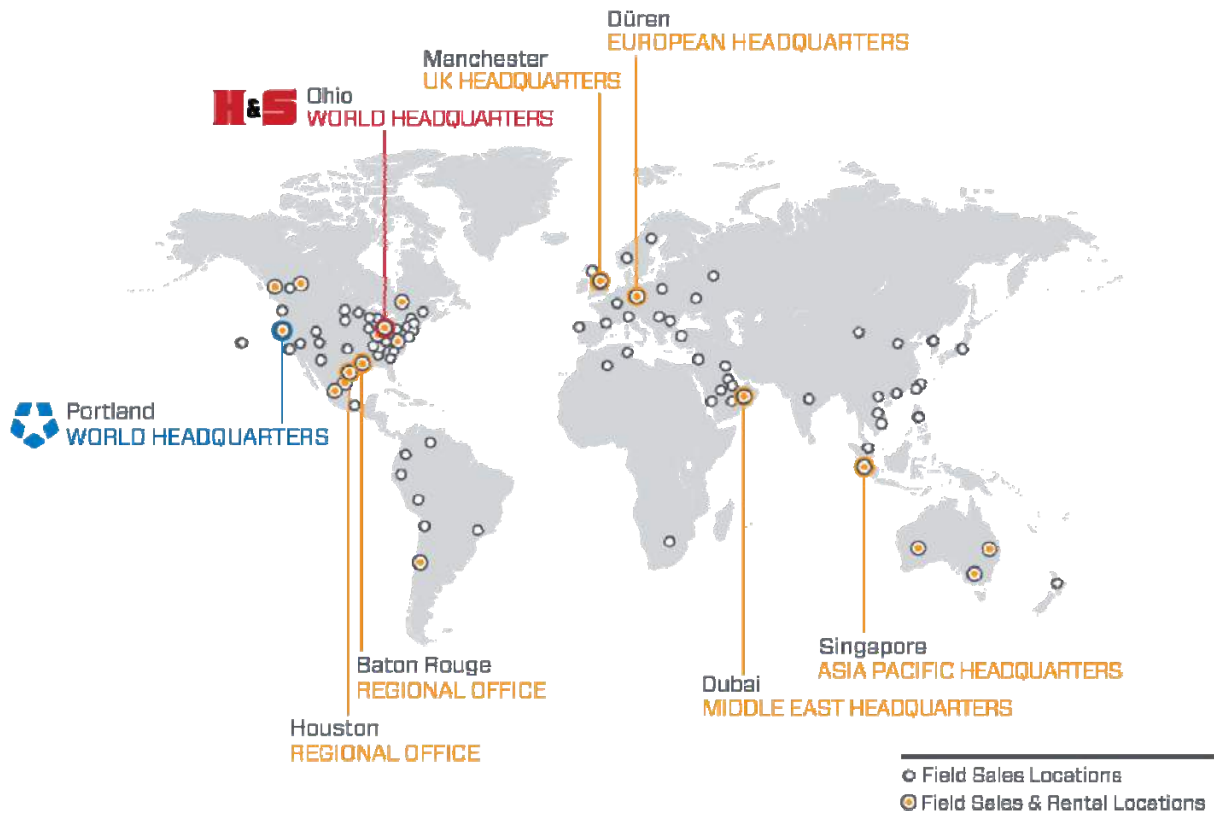 Düren
EUROPEAN HEADQUARTERS
Manchester
UK HEADQUARTERS
H&S
Ohio
WORLD HEADQUARTERS
Portland
WORLD HEADQUARTERS
Baton Rouge
REGIONAL OFFICE
Houston
REGIONAL OFFICE
Singapore
ASIA PACIFIC HEADQUARTERS
Dubai
MIDDLE EAST HEADQUARTERS
Field Sales Locations
Field Sales & Rental Locations